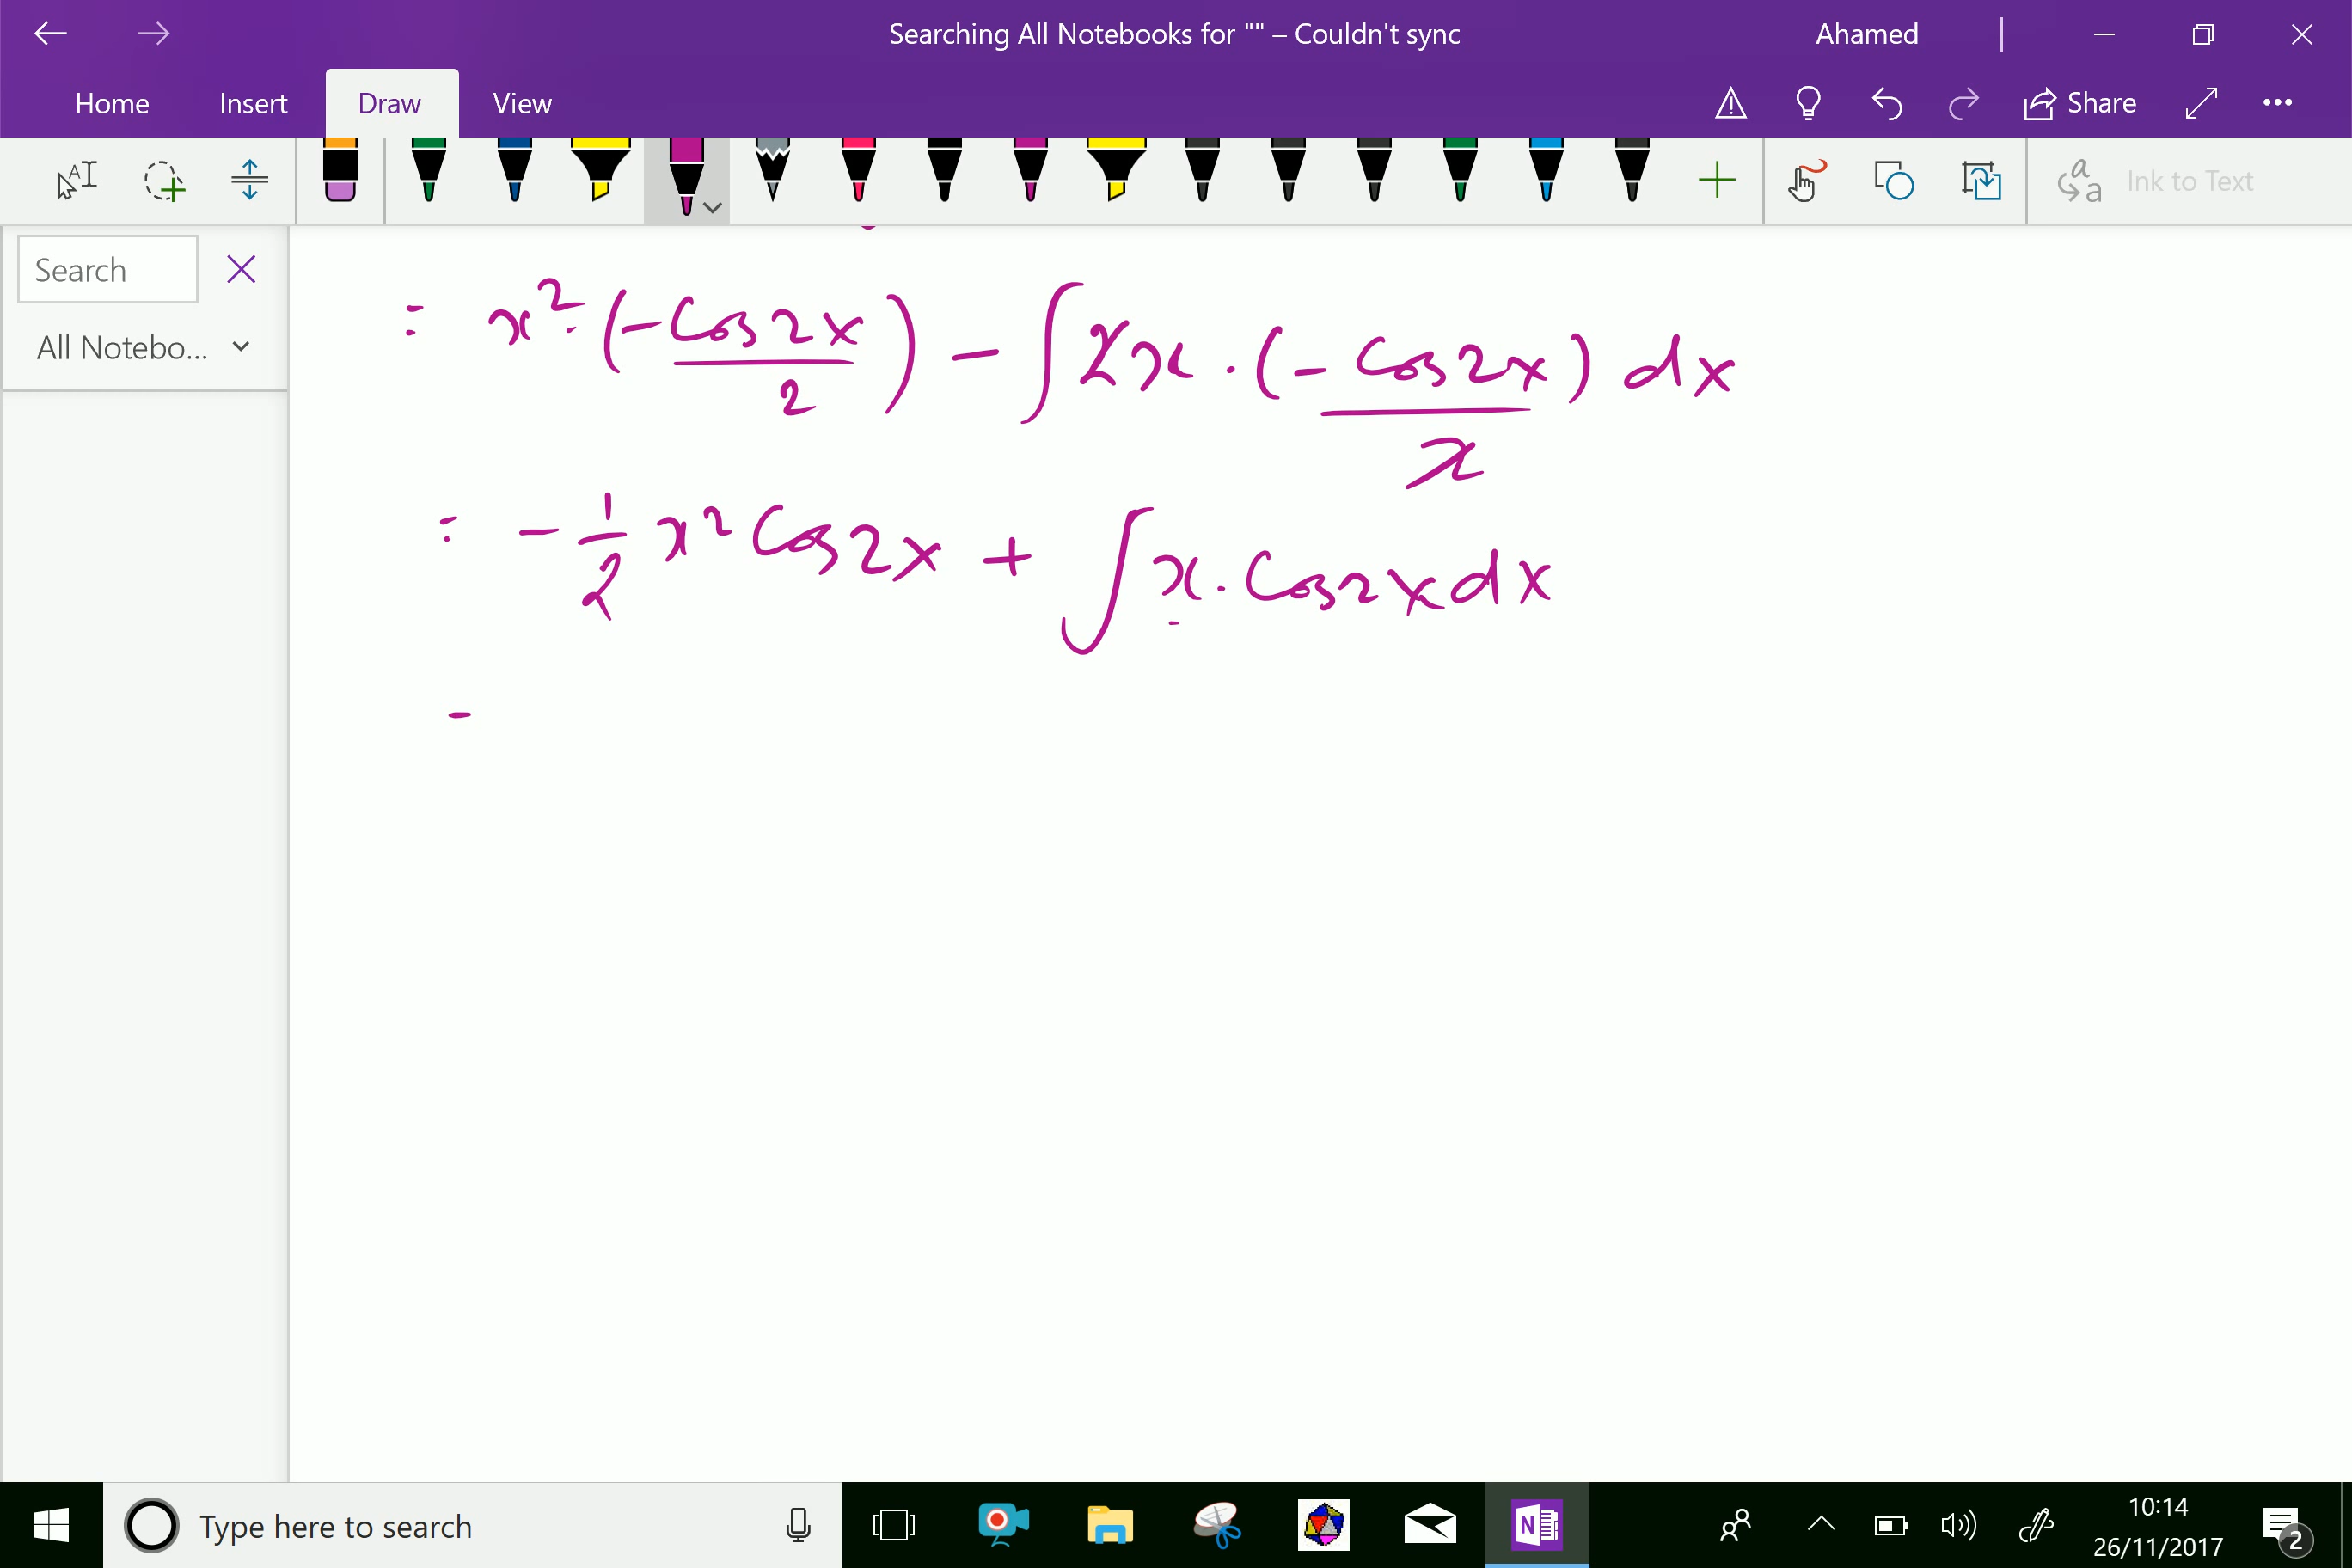 Searching All Notebooks for "" – Couldn't sync
Ahamed
Home Insert Draw View
Share
Ink to Text
Search
All Notebo...
= x² · (-cos2x/2) - ∫ 2x · (-cos2x/2) dx
= - 1/2 x² cos2x + ∫ x · cos2x dx
-
Type here to search
10:14
26/11/2017
2